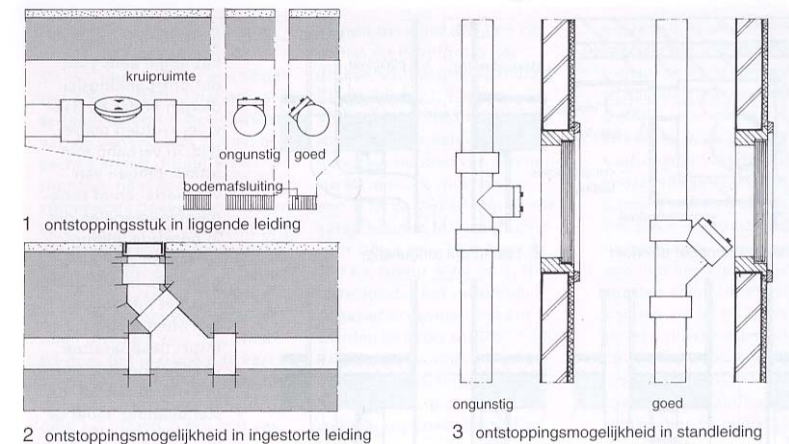 kruipruimte
ongunstig goed
bodemafsluiting
1 ontstoppingsstuk in liggende leiding
2 ontstoppingsmogelijkheid in ingestorte leiding
ongunstig goed
3 ontstoppingsmogelijkheid in standleiding